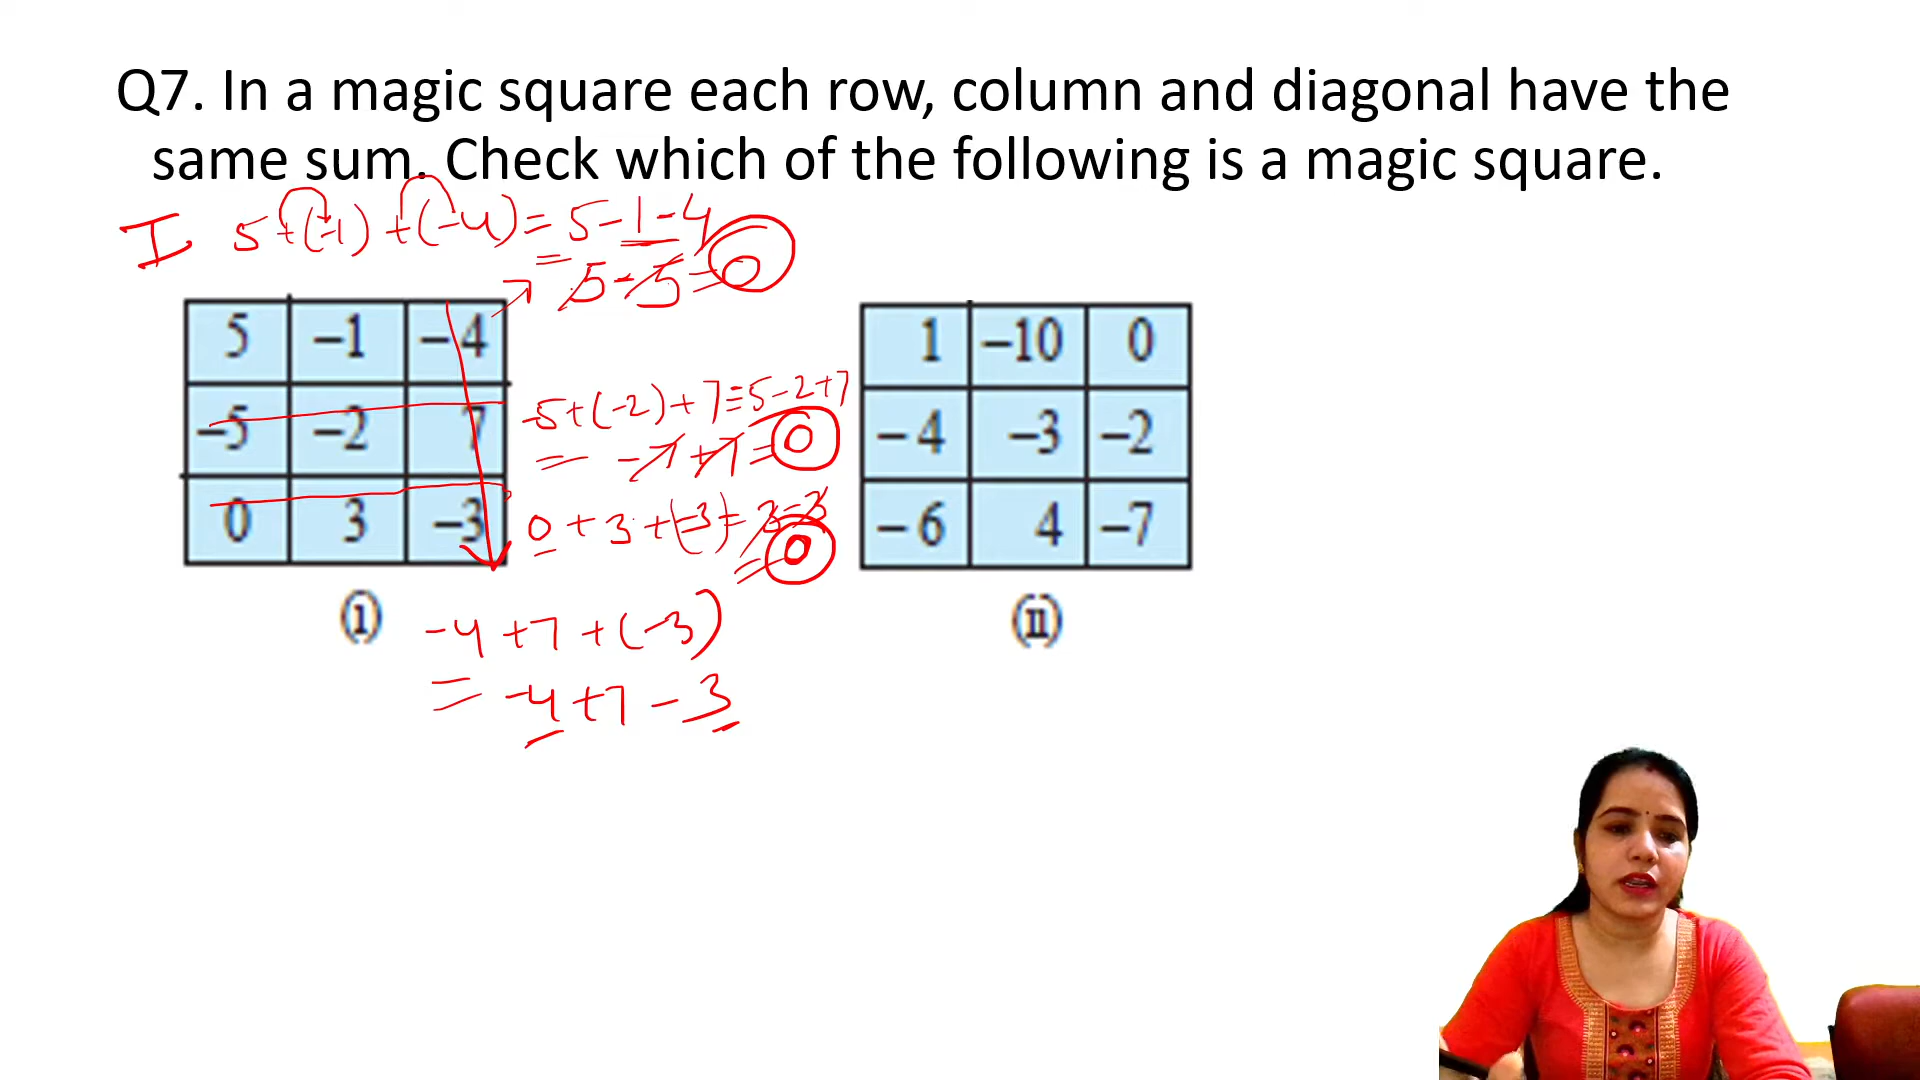 Q7. In a magic square each row, column and diagonal have the
same sum. Check which of the following is a magic square.
I 5+(-1)+(-4) = 5-1-4
= 5-5=0
5 –1 –4
–5 –2 7
0 3 –3
(i)
-5+(-2)+7=5-2+7
= -7+7=0
0+3+(-3)=3-3
=0
-4+7+(-3)
= -4+7-3
1 –10 0
–4 –3 –2
–6 4 –7
(ii)